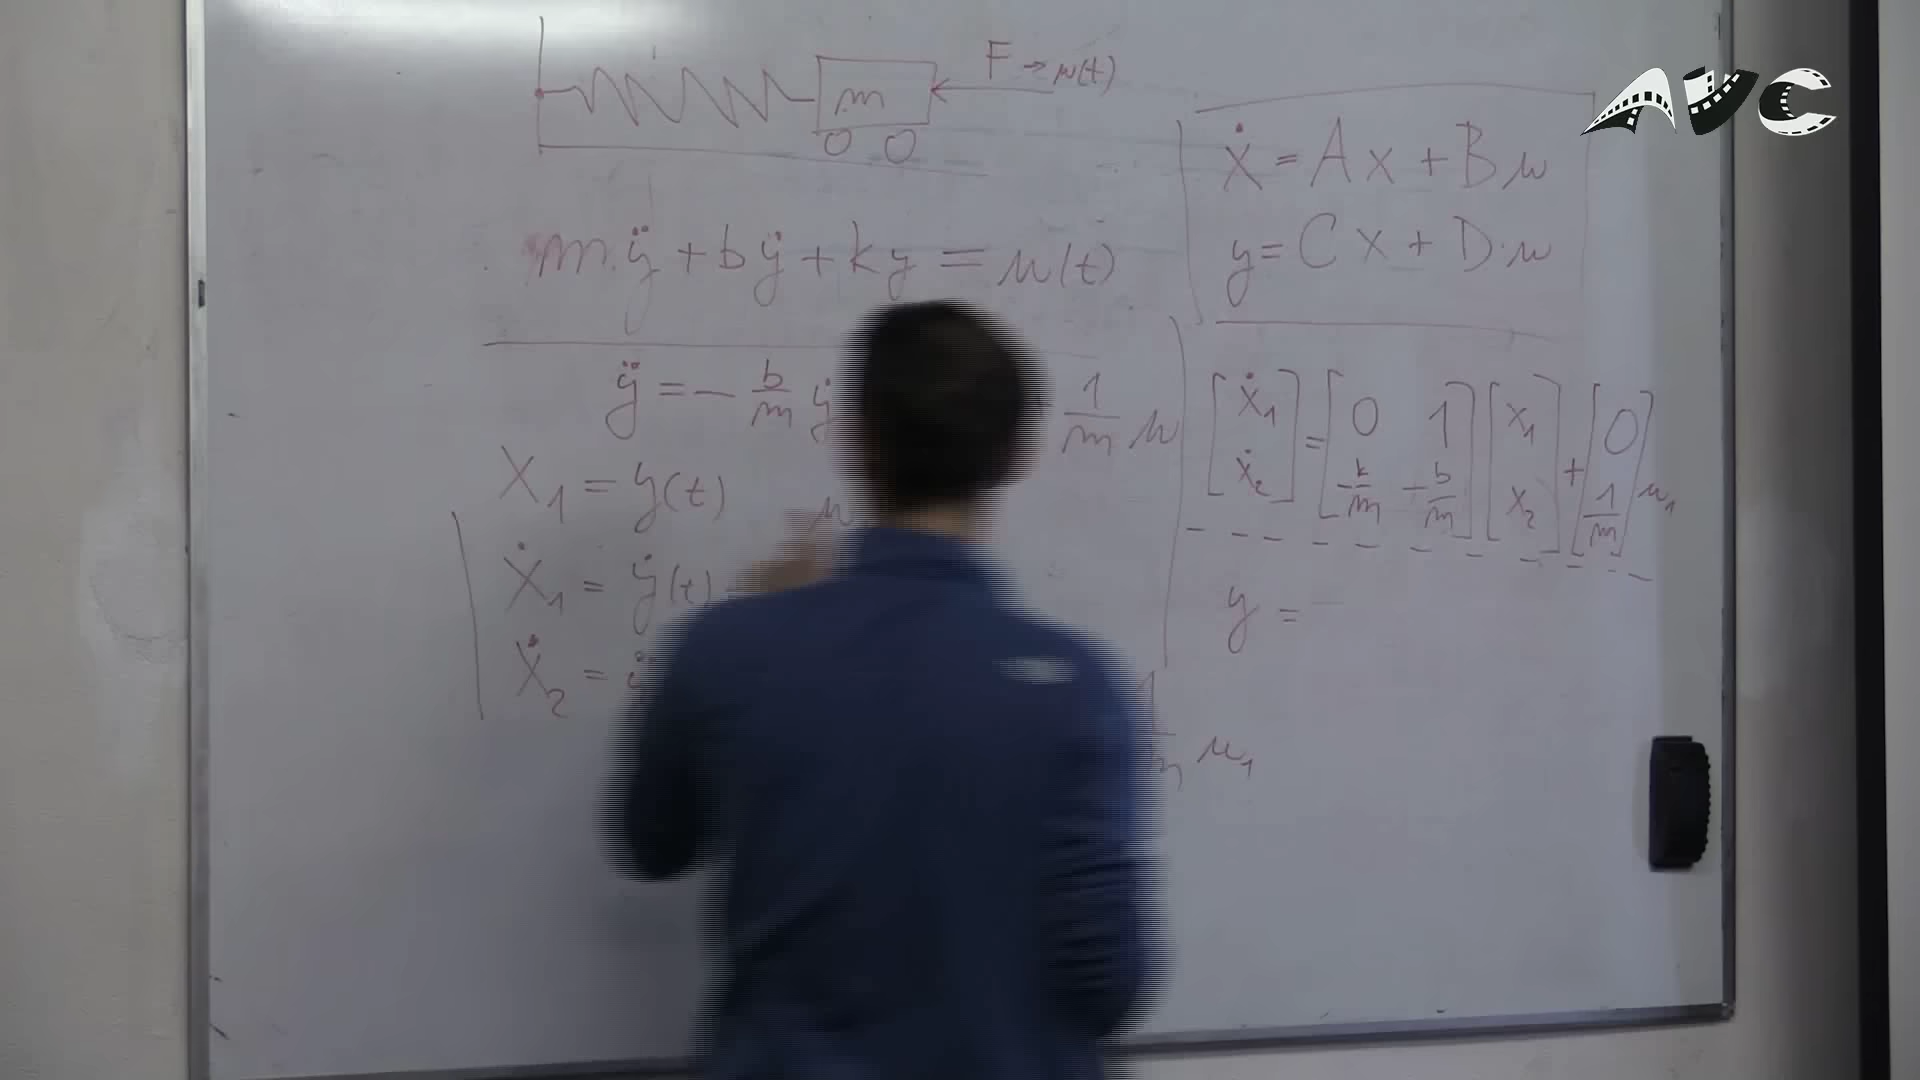 m
F → u(t)
mÿ + bẏ + ky = u(t)
ÿ = - b/m ẏ
1/m u
X₁ = y(t)
u
Ẋ₁ = ẏ(t)
Ẋ₂ =
u₁
ẋ = Ax + Bu
y = Cx + D·u
[ẋ₁ ẋ₂] = [0 1 -k/m -b/m] [x₁ x₂] + [0 1/m] u₁
y =
AVC